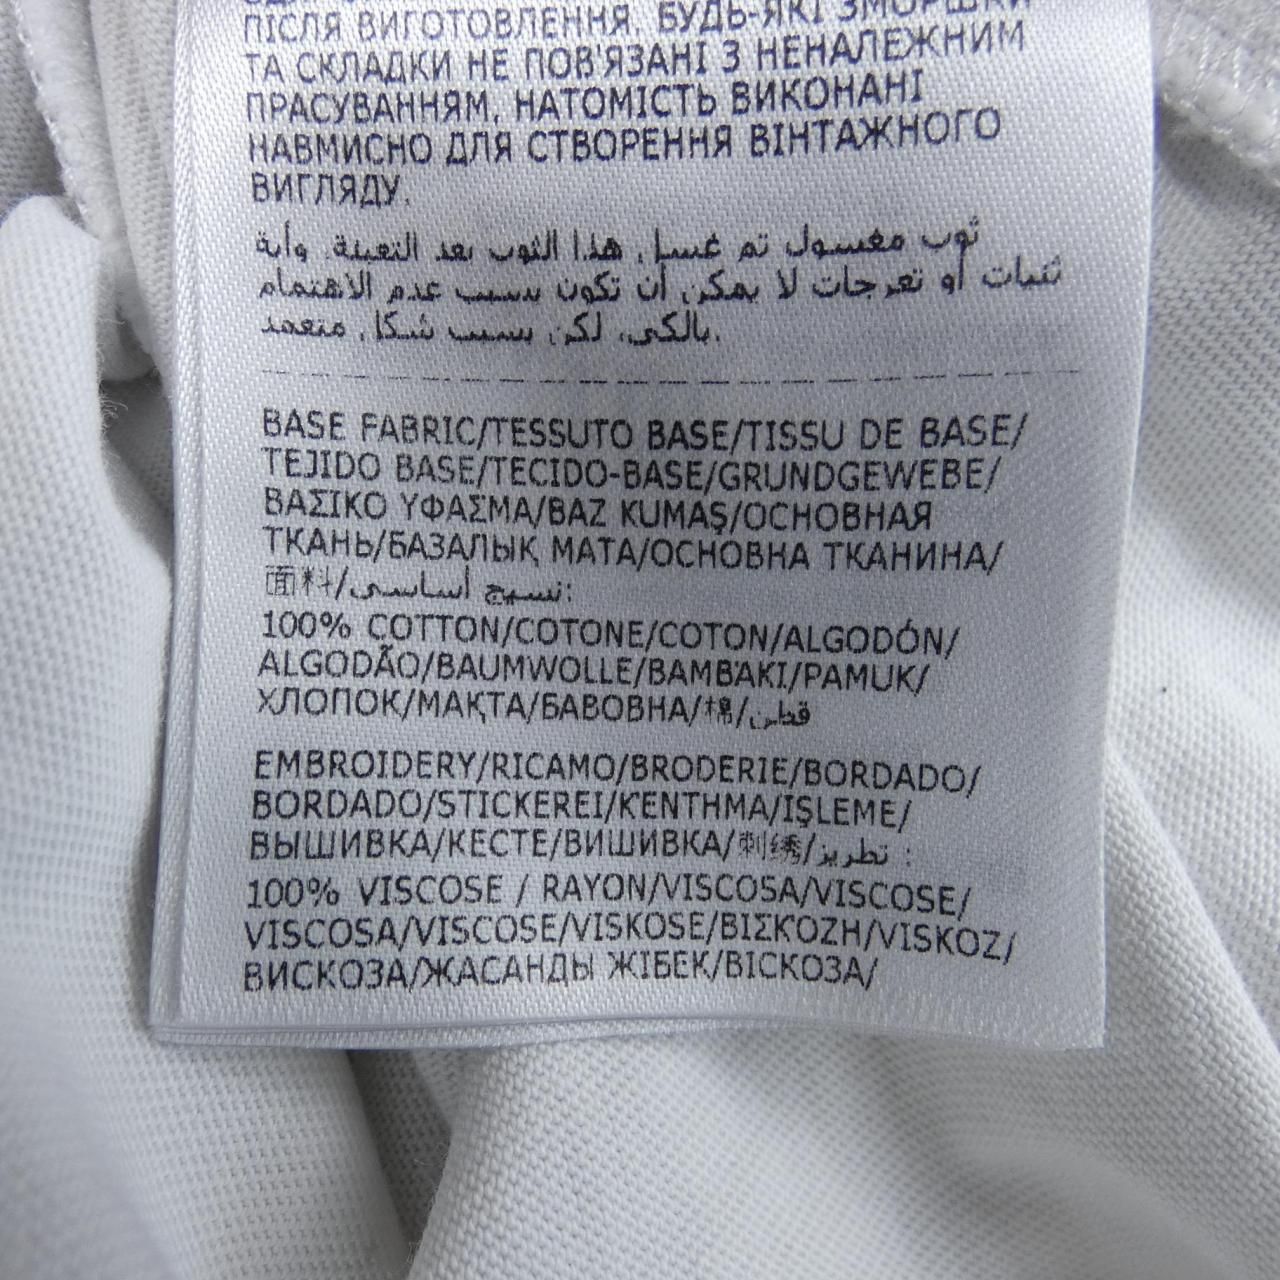 ПІСЛЯ ВИГОТОВЛЕННЯ. БУДЬ-ЯКІ ЗМОРШКИ
ТА СКЛАДКИ НЕ ПОВ'ЯЗАНІ З НЕНАЛЕЖНИМ
ПРАСУВАННЯМ, НАТОМІСТЬ ВИКОНАНІ
НАВМИСНО ДЛЯ СТВОРЕННЯ ВІНТАЖНОГО
ВИГЛЯДУ.
ثوب مغسول تم غسل هذا الثوب بعد التعبئة. وأية
ثنيات أو تعرجات لا يمكن أن تكون بسبب عدم الاهتمام
بالكي، لكن بسبب شكل متعمد.
BASE FABRIC/TESSUTO BASE/TISSU DE BASE/
TEJIDO BASE/TECIDO-BASE/GRUNDGEWEBE/
ΒΑΣΙΚΟ ΥΦΑΣΜΑ/BAZ KUMAŞ/ОСНОВНАЯ
ТКАНЬ/БАЗАЛЫҚ МАТА/ОСНОВНА ТКАНИНА/
面料/نسيج أساسي:
100% COTTON/COTONE/COTON/ALGODÓN/
ALGODÃO/BAUMWOLLE/ΒΑΜΒΆΚΙ/PAMUK/
ХЛОПОК/МАҚТА/БАВОВНА/棉/قطن
EMBROIDERY/RICAMO/BRODERIE/BORDADO/
BORDADO/STICKEREI/ΚΕΝΤΗΜΑ/IŞLEME/
ВЫШИВКА/КЕСТЕ/ВИШИВКА/刺绣/تطريز :
100% VISCOSE / RAYON/VISCOSA/VISCOSE/
VISCOSA/VISCOSE/VISKOSE/ΒΙΣΚΟΖΗ/VISKOZ/
ВИСКОЗА/ЖАСАНДЫ ЖІБЕК/ВІСКОЗА/